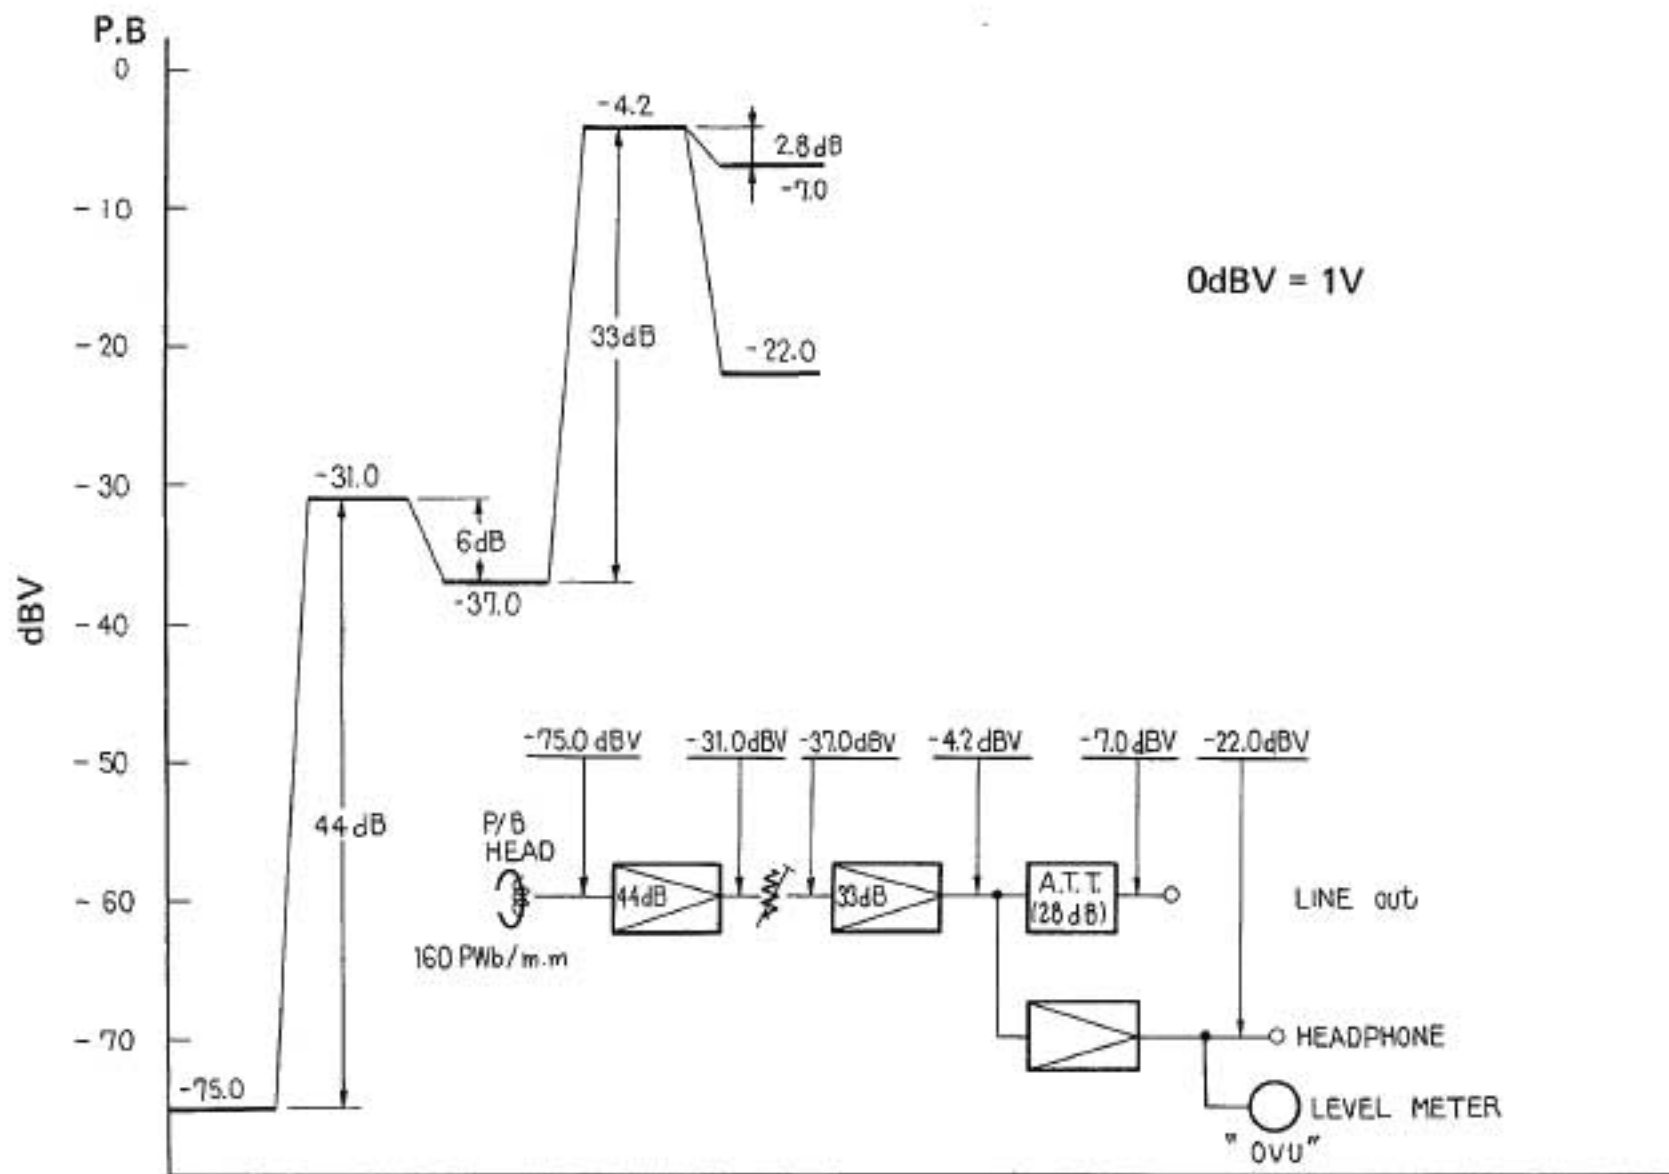 P.B
0
-4.2
2.8dB
-7.0
-10
0dBV = 1V
33dB
-20
-22.0
-31.0
-30
6dB
-37.0
dBV
-40
-75.0dBV -31.0dBV -37.0dBV -4.2dBV -7.0dBV -22.0dBV
-50
44dB
P/B
HEAD
44dB
33dB
A.T.T.
(28dB)
LINE out
-60
160 PWb/m.m
-70
HEADPHONE
-75.0
LEVEL METER
"0VU"